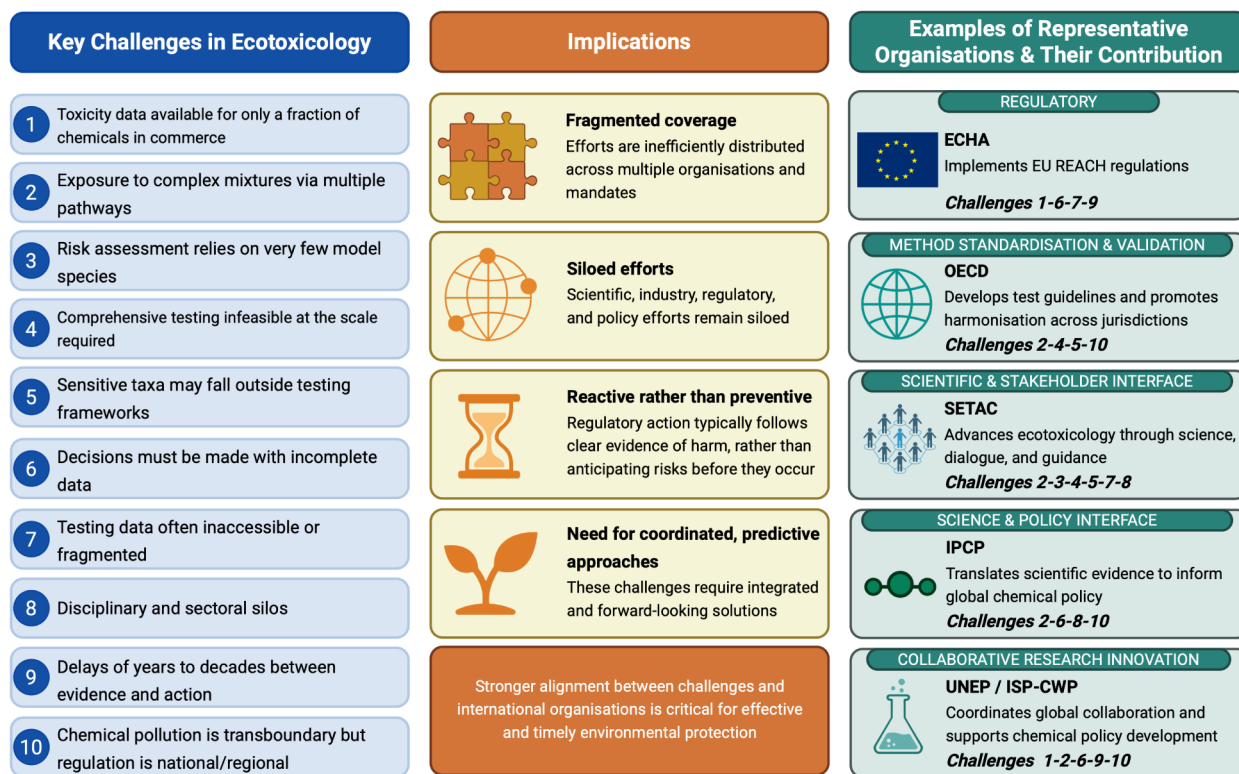 Key Challenges in Ecotoxicology
1
Toxicity data available for only a fraction of
chemicals in commerce
2
Exposure to complex mixtures via multiple
pathways
3
Risk assessment relies on very few model
species
4
Comprehensive testing infeasible at the scale
required
5
Sensitive taxa may fall outside testing
frameworks
6
Decisions must be made with incomplete
data
7
Testing data often inaccessible or
fragmented
8
Disciplinary and sectoral silos
9
Delays of years to decades between
evidence and action
10
Chemical pollution is transboundary but
regulation is national/regional
Implications
Fragmented coverage
Efforts are inefficiently distributed
across multiple organisations and
mandates
Siloed efforts
Scientific, industry, regulatory,
and policy efforts remain siloed
Reactive rather than preventive
Regulatory action typically follows
clear evidence of harm, rather than
anticipating risks before they occur
Need for coordinated, predictive
approaches
These challenges require integrated
and forward-looking solutions
Stronger alignment between challenges and
international organisations is critical for effective
and timely environmental protection
Examples of Representative
Organisations & Their Contribution
REGULATORY
ECHA
Implements EU REACH regulations
Challenges 1-6-7-9
METHOD STANDARDISATION & VALIDATION
OECD
Develops test guidelines and promotes
harmonisation across jurisdictions
Challenges 2-4-5-10
SCIENTIFIC & STAKEHOLDER INTERFACE
SETAC
Advances ecotoxicology through science,
dialogue, and guidance
Challenges 2-3-4-5-7-8
SCIENCE & POLICY INTERFACE
IPCP
Translates scientific evidence to inform
global chemical policy
Challenges 2-6-8-10
COLLABORATIVE RESEARCH INNOVATION
UNEP / ISP-CWP
Coordinates global collaboration and
supports chemical policy development
Challenges 1-2-6-9-10